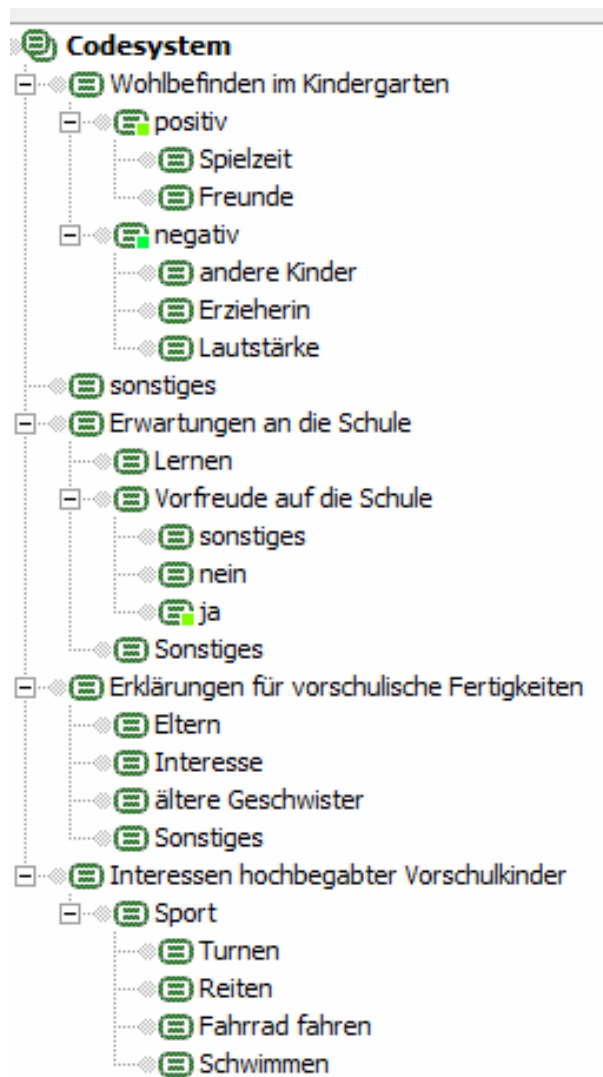 Codesystem
Wohlbefinden im Kindergarten
positiv
Spielzeit
Freunde
negativ
andere Kinder
Erzieherin
Lautstärke
sonstiges
Erwartungen an die Schule
Lernen
Vorfreude auf die Schule
sonstiges
nein
ja
Sonstiges
Erklärungen für vorschulische Fertigkeiten
Eltern
Interesse
ältere Geschwister
Sonstiges
Interessen hochbegabter Vorschulkinder
Sport
Turnen
Reiten
Fahrrad fahren
Schwimmen